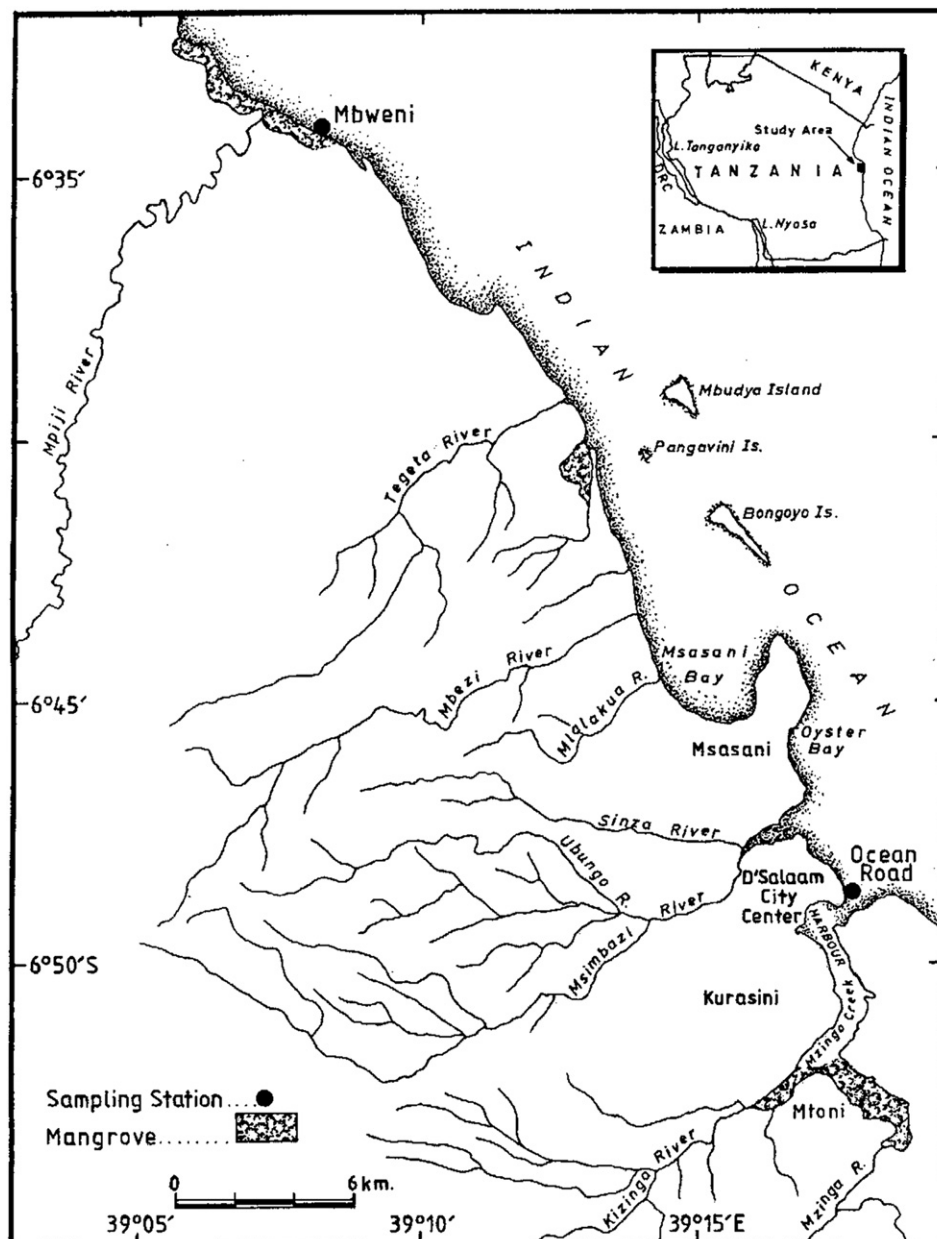 Mbweni
6°35'
Mpiji River
INDIAN
OCEAN
KENYA
INDIAN OCEAN
Study Area
L.Tanganyika
TANZANIA
DRC
ZAMBIA
L.Nyasa
Mbudya Island
Pangavini Is.
Bongoyo Is.
Tegeta River
Mbezi River
Mlalakua R.
Msasani
Bay
6°45'
Msasani
Oyster
Bay
Sinza River
Ubungo R.
Msimbazi River
Ocean
Road
D'Salaam
City
Center
HARBOUR
6°50'S
Kurasini
Mzinga Creek
Mtoni
Kizinga River
Mzinga R.
Sampling Station....
Mangrove........
0 6 km.
39°05' 39°10' 39°15'E